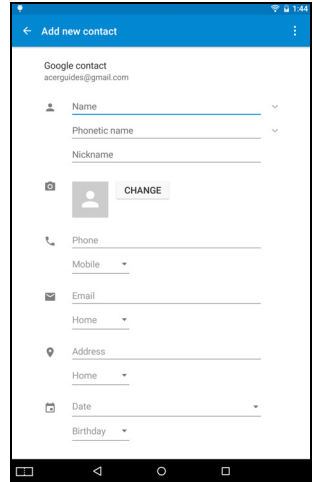 1:44
Add new contact
Google contact
acerguides@gmail.com
Name
Phonetic name
Nickname
CHANGE
Phone
Mobile
Email
Home
Address
Home
Date
Birthday